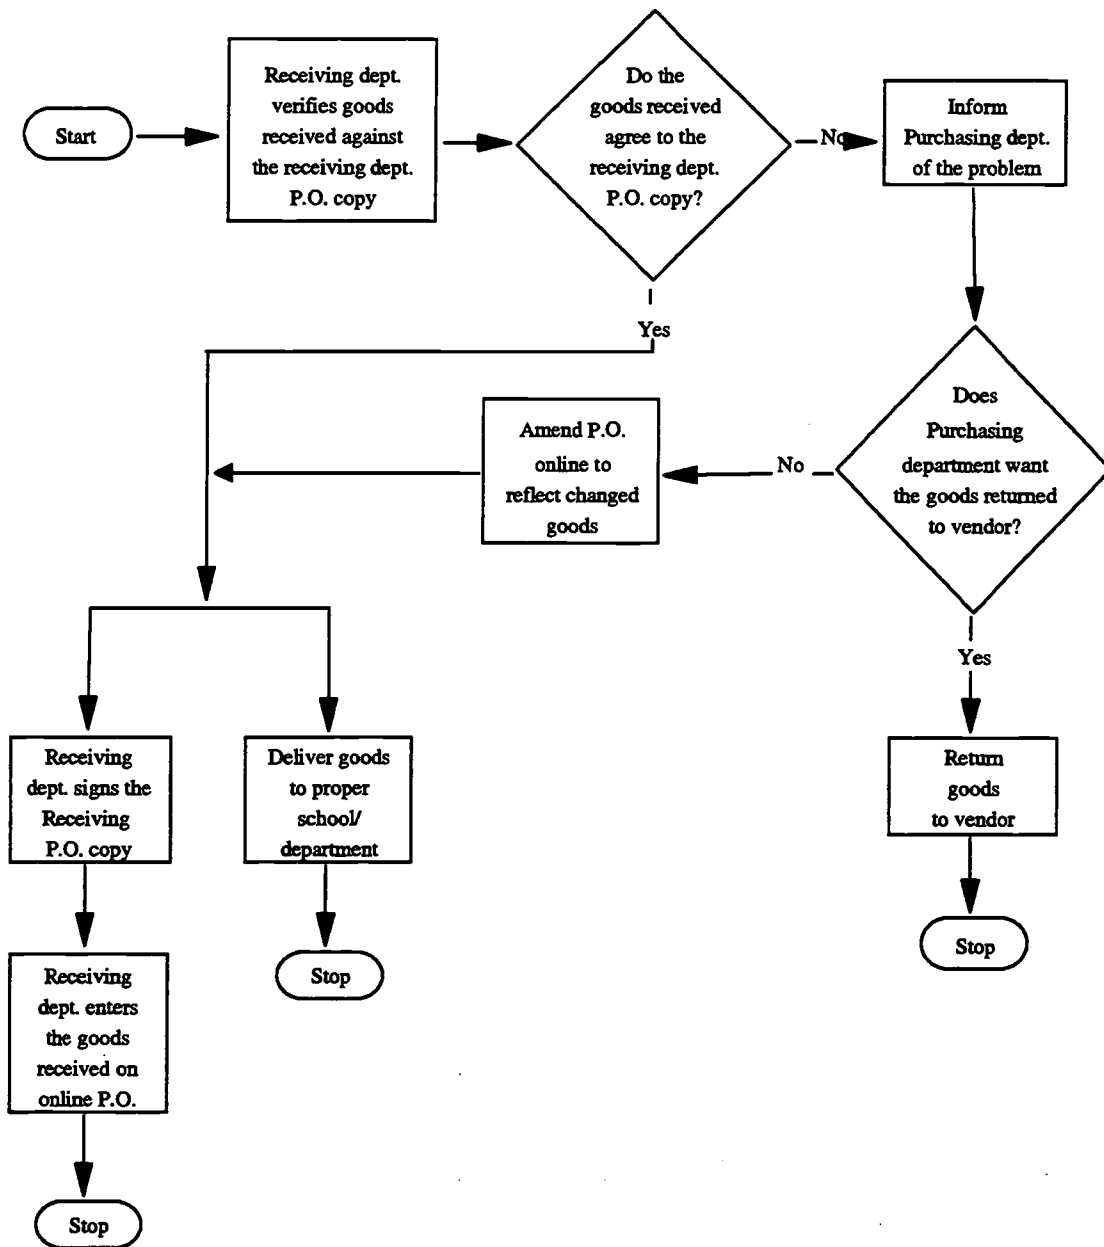 Start
Receiving dept.
verifies goods
received against
the receiving dept.
P.O. copy
Do the
goods received
agree to the
receiving dept.
P.O. copy?
No
Inform
Purchasing dept.
of the problem
Yes
Does
Purchasing
department want
the goods returned
to vendor?
No
Amend P.O.
online to
reflect changed
goods
Yes
Receiving
dept. signs the
Receiving
P.O. copy
Deliver goods
to proper
school/
department
Return
goods
to vendor
Stop
Receiving
dept. enters
the goods
received on
online P.O.
Stop
Stop